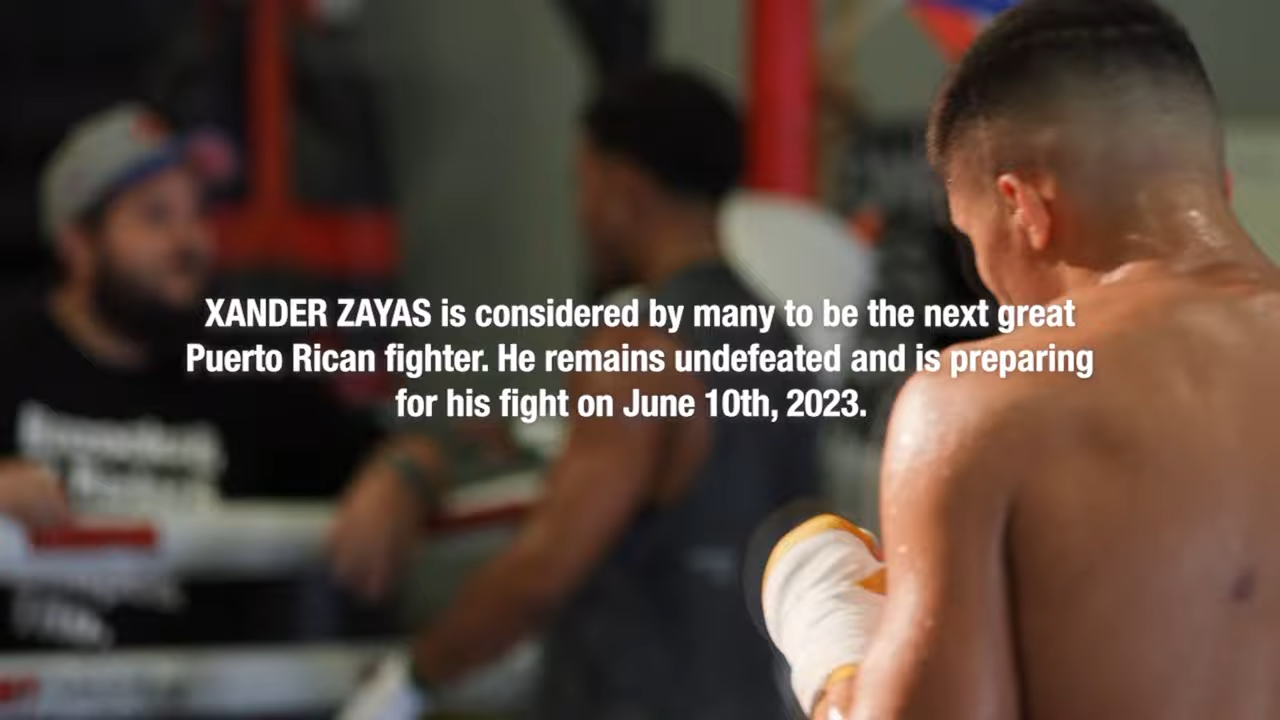 XANDER ZAYAS is considered by many to be the next great
Puerto Rican fighter. He remains undefeated and is preparing
for his fight on June 10th, 2023.